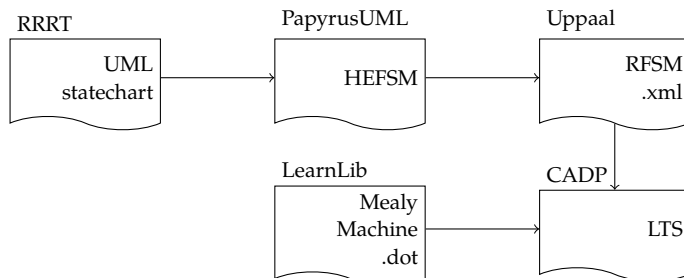 RRRT
PapyrusUML
Uppaal
UML
statechart
HEFSM
RFSM
.xml
LearnLib
CADP
Mealy
Machine
.dot
LTS